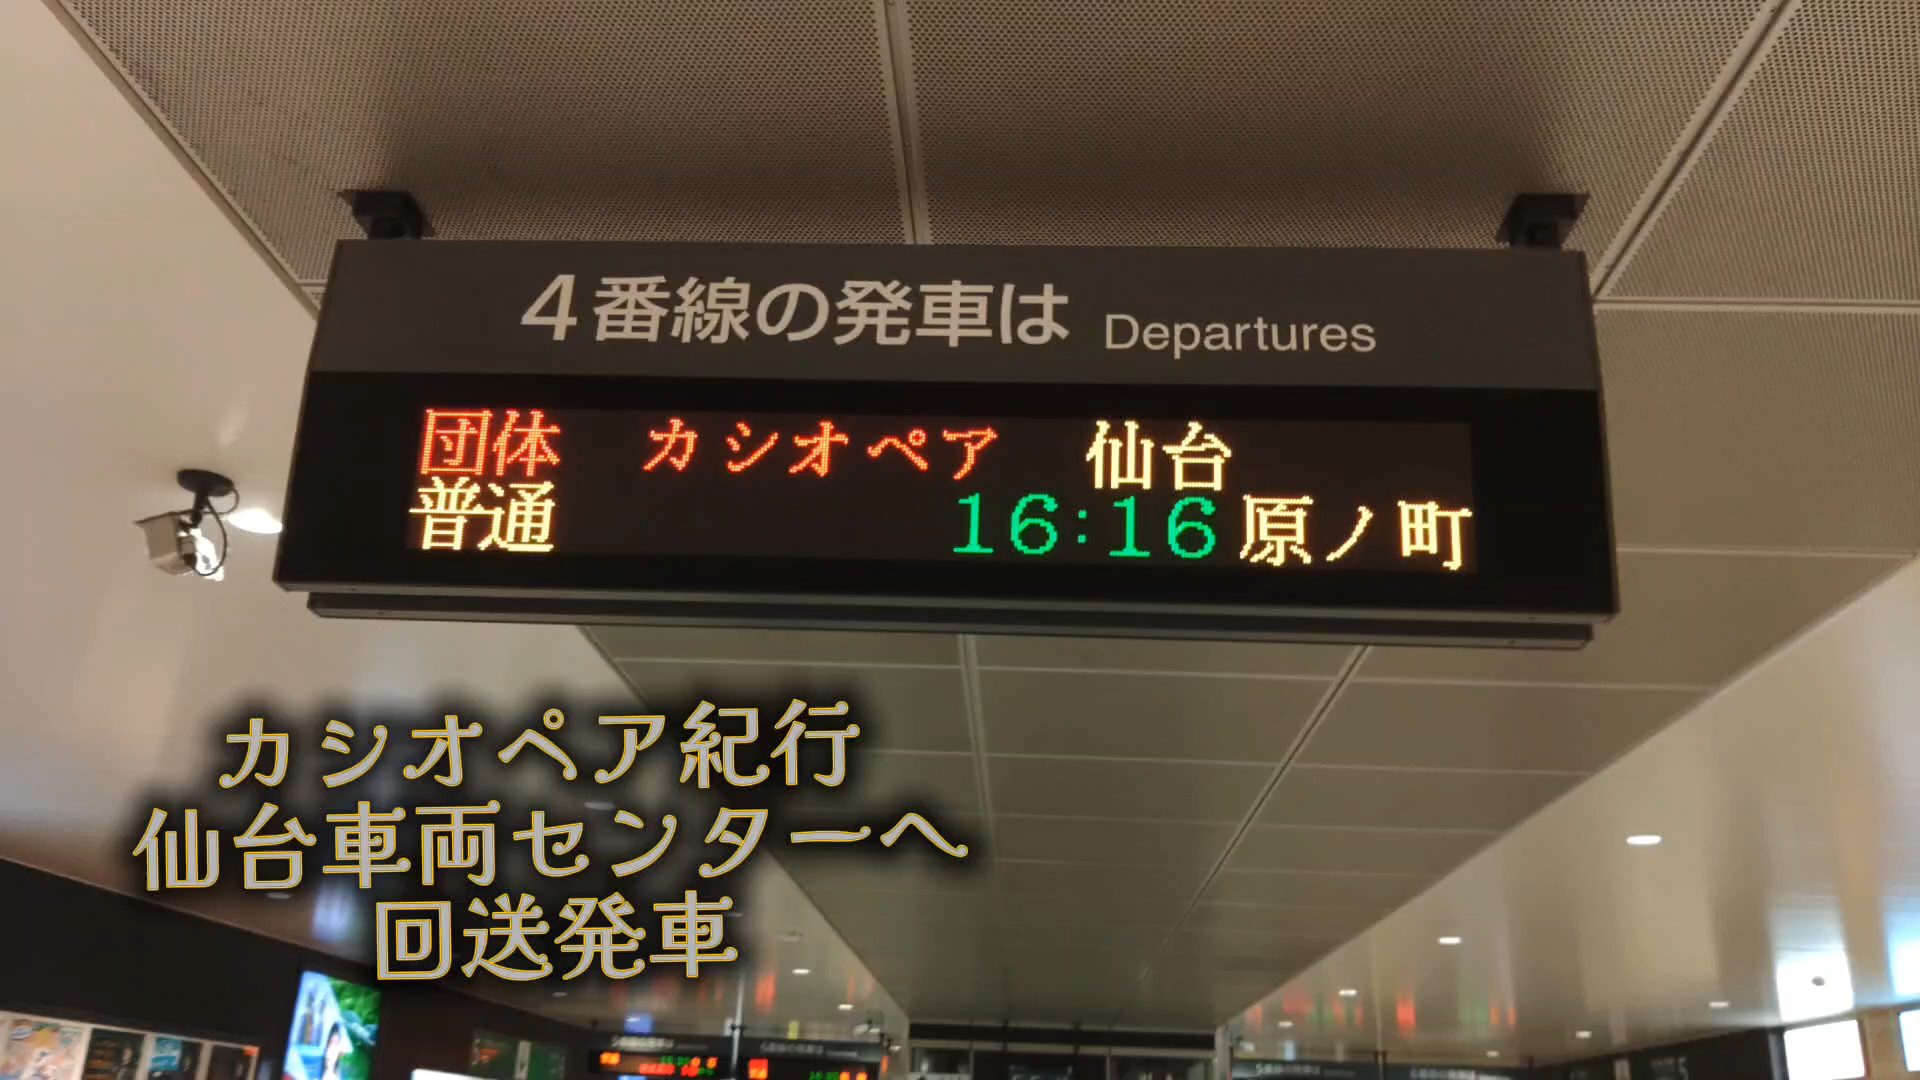 4番線の発車は Departures
団体 カシオペア 仙台
普通 16:16 原ノ町
カシオペア紀行
仙台車両センターへ
回送発車